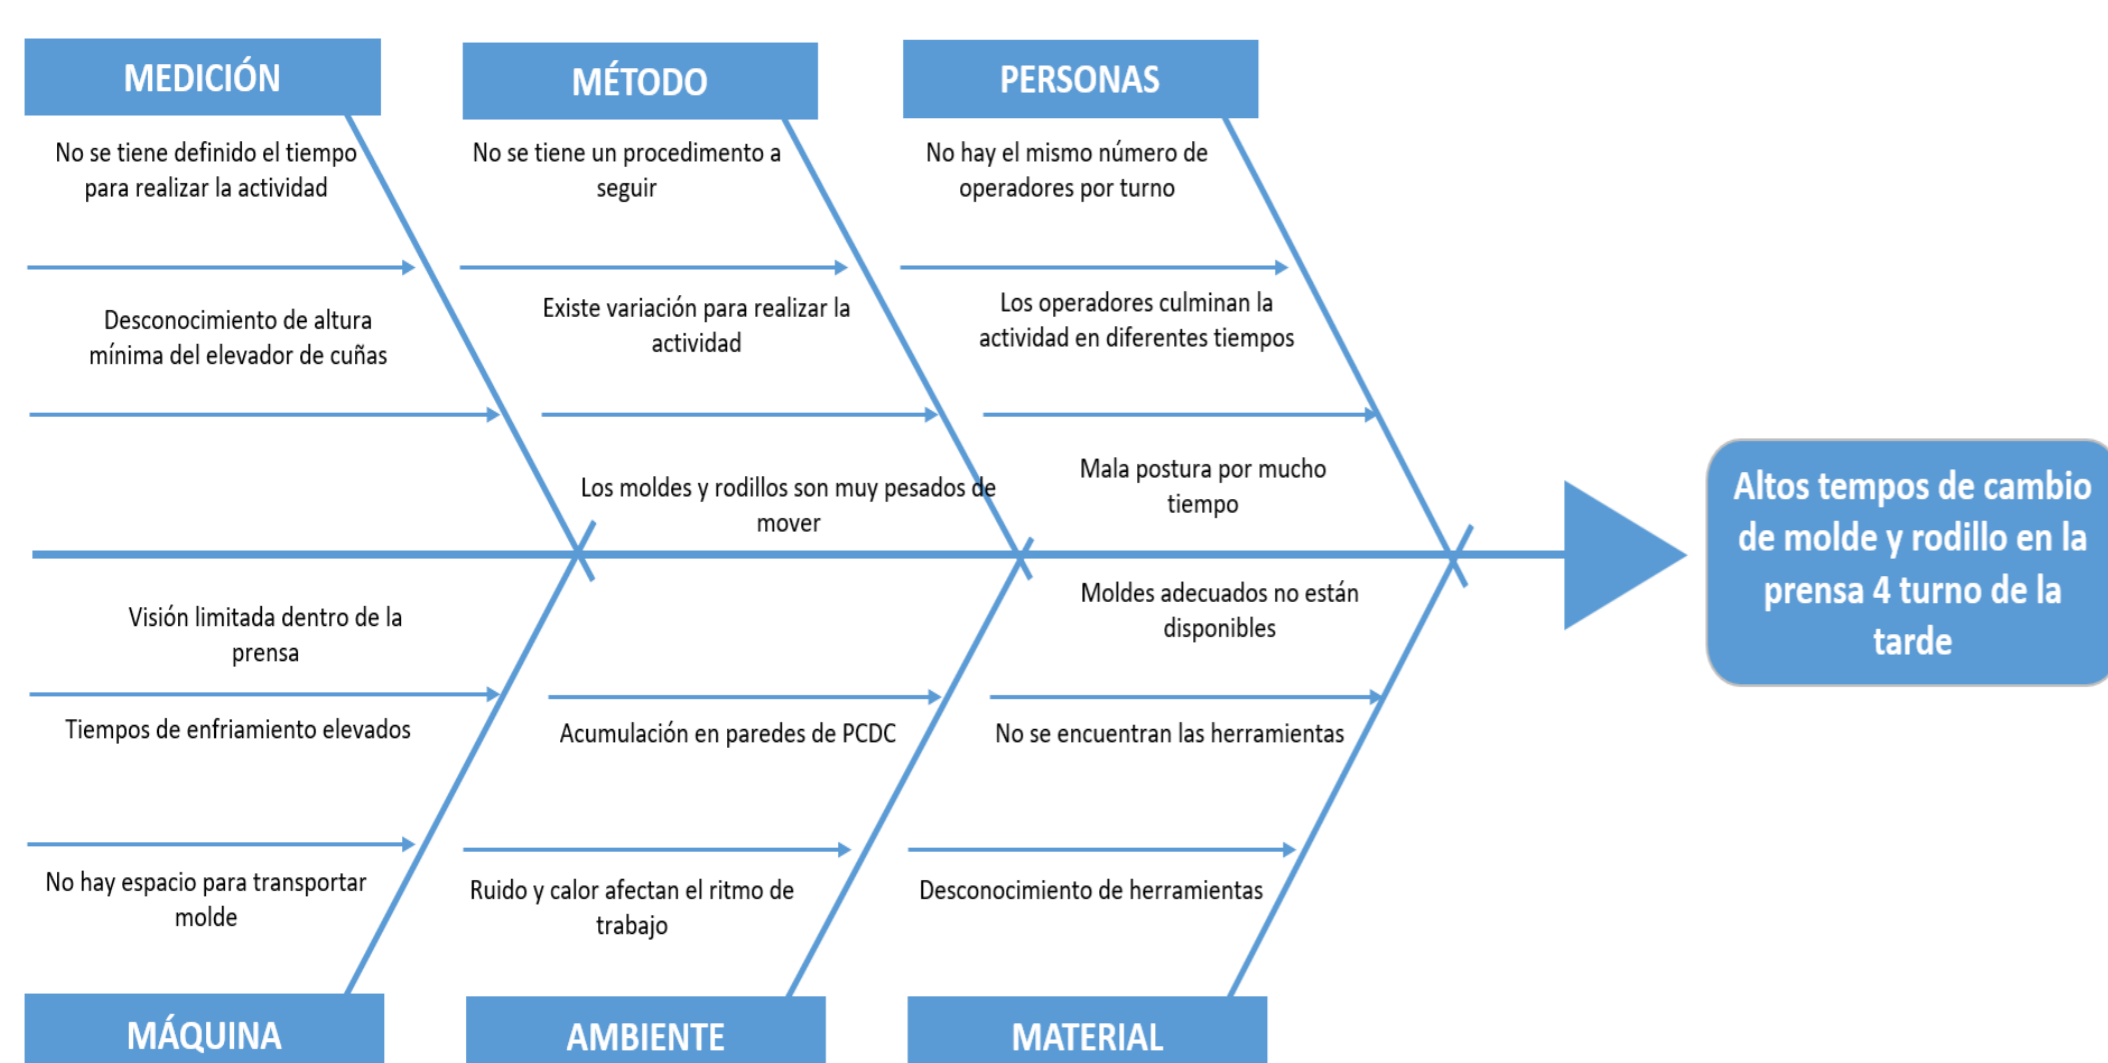 MEDICIÓN
No se tiene definido el tiempo
para realizar la actividad
Desconocimiento de altura
mínima del elevador de cuñas
MÉTODO
No se tiene un procedimento a
seguir
Existe variación para realizar la
actividad
Los moldes y rodillos son muy pesados de
mover
PERSONAS
No hay el mismo número de
operadores por turno
Los operadores culminan la
actividad en diferentes tiempos
Mala postura por mucho
tiempo
Altos tempos de cambio
de molde y rodillo en la
prensa 4 turno de la
tarde
Visión limitada dentro de la
prensa
Tiempos de enfriamiento elevados
No hay espacio para transportar
molde
MÁQUINA
Acumulación en paredes de PCDC
Ruido y calor afectan el ritmo de
trabajo
AMBIENTE
Moldes adecuados no están
disponibles
No se encuentran las herramientas
Desconocimiento de herramientas
MATERIAL